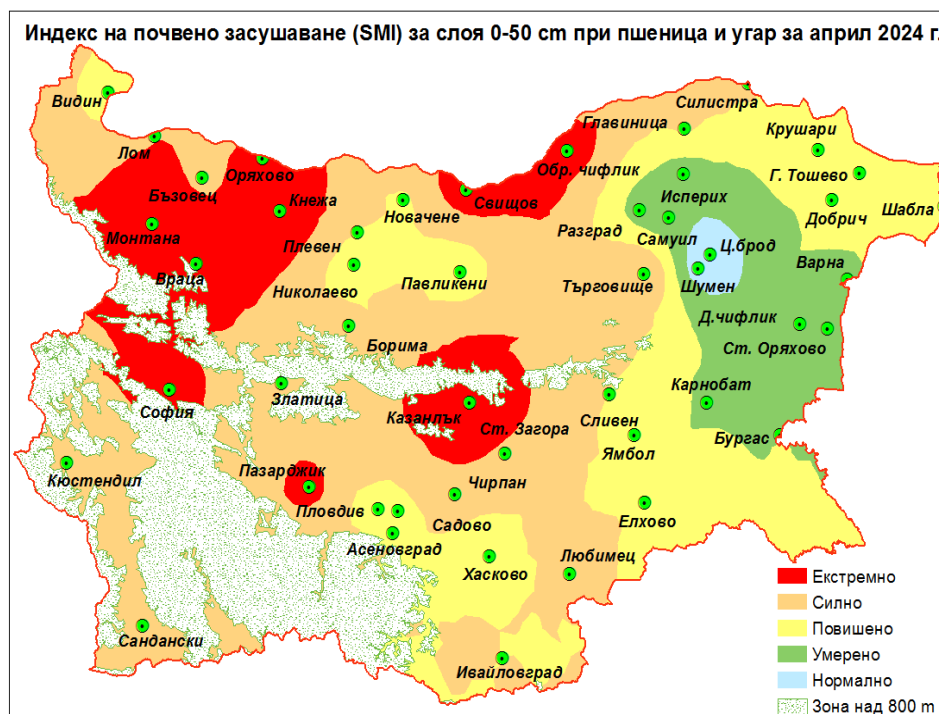 Индекс на почвено засушаване (SMI) за слоя 0-50 cm при пшеница и угар за април 2024 г.
Видин
Силистра
Главиница
Крушари
Лом
Обр. чифлик
Оряхово
Г. Тошево
Бъзовец
Исперих
Кнежа
Свищов
Новачене
Шабла
Добрич
Монтана
Разград
Самуил
Плевен
Ц.брод
Враца
Варна
Николаево
Павликени
Търговище
Шумен
Д.чифлик
Борима
Ст. Оряхово
Златица
Карнобат
София
Казанлък
Сливен
Ст. Загора
Бургас
Ямбол
Пазарджик
Кюстендил
Чирпан
Пловдив
Елхово
Садово
Асеновград
Любимец
Хасково
Сандански
Ивайловград
Екстремно
Силно
Повишено
Умерено
Нормално
Зона над 800 m